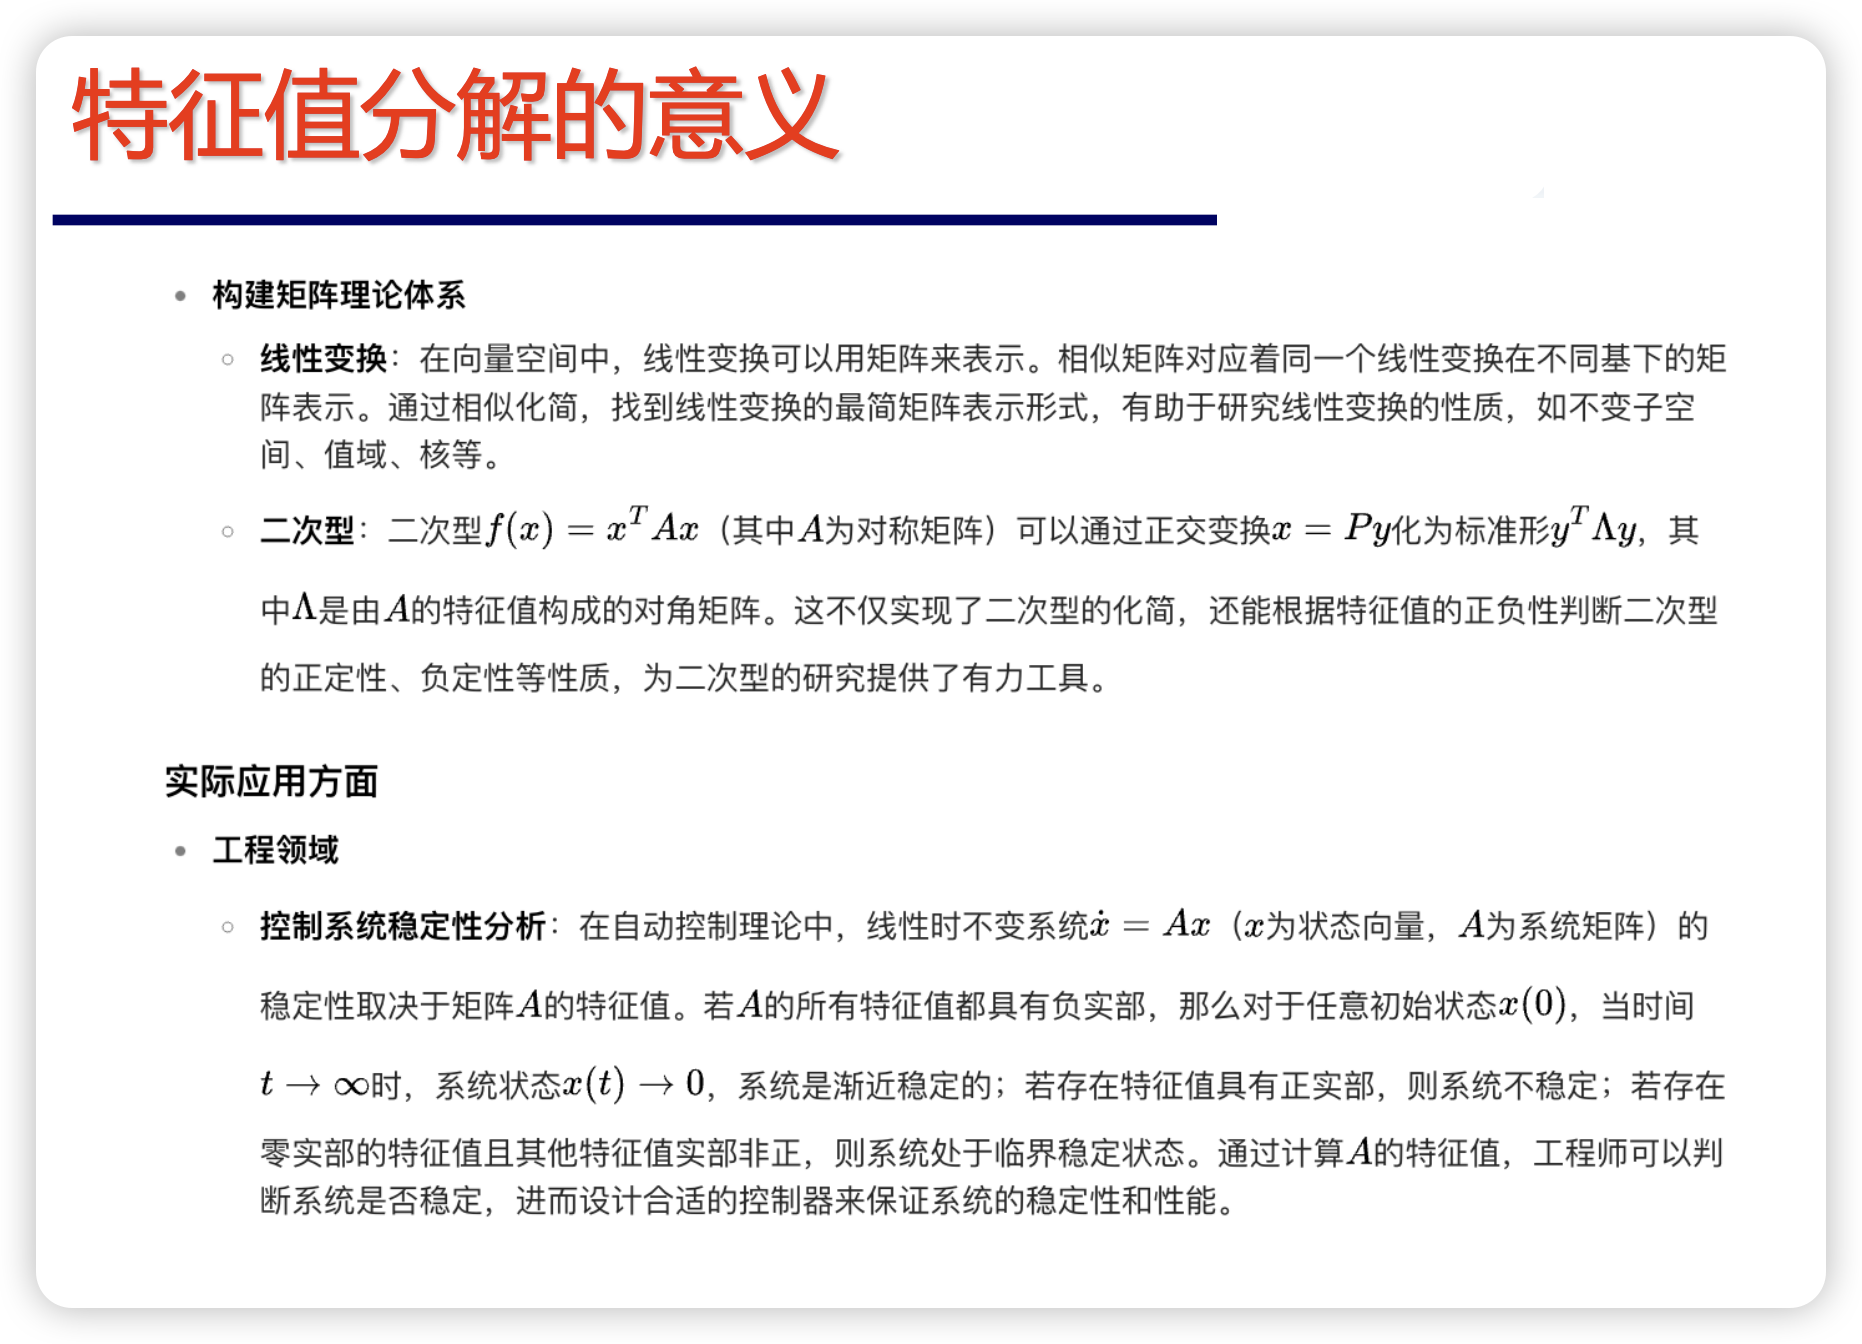 特征值分解的意义
• 构建矩阵理论体系
○ 线性变换：在向量空间中，线性变换可以用矩阵来表示。相似矩阵对应着同一个线性变换在不同基下的矩
阵表示。通过相似化简，找到线性变换的最简矩阵表示形式，有助于研究线性变换的性质，如不变子空
间、值域、核等。
○ 二次型：二次型f(x) = x^T Ax（其中A为对称矩阵）可以通过正交变换x = Py化为标准形y^T Λy，其
中Λ是由A的特征值构成的对角矩阵。这不仅实现了二次型的化简，还能根据特征值的正负性判断二次型
的正定性、负定性等性质，为二次型的研究提供了有力工具。
实际应用方面
• 工程领域
○ 控制系统稳定性分析：在自动控制理论中，线性时不变系统ẋ = Ax（x为状态向量，A为系统矩阵）的
稳定性取决于矩阵A的特征值。若A的所有特征值都具有负实部，那么对于任意初始状态x(0)，当时间
t → ∞时，系统状态x(t) → 0，系统是渐近稳定的；若存在特征值具有正实部，则系统不稳定；若存在
零实部的特征值且其他特征值实部非正，则系统处于临界稳定状态。通过计算A的特征值，工程师可以判
断系统是否稳定，进而设计合适的控制器来保证系统的稳定性和性能。